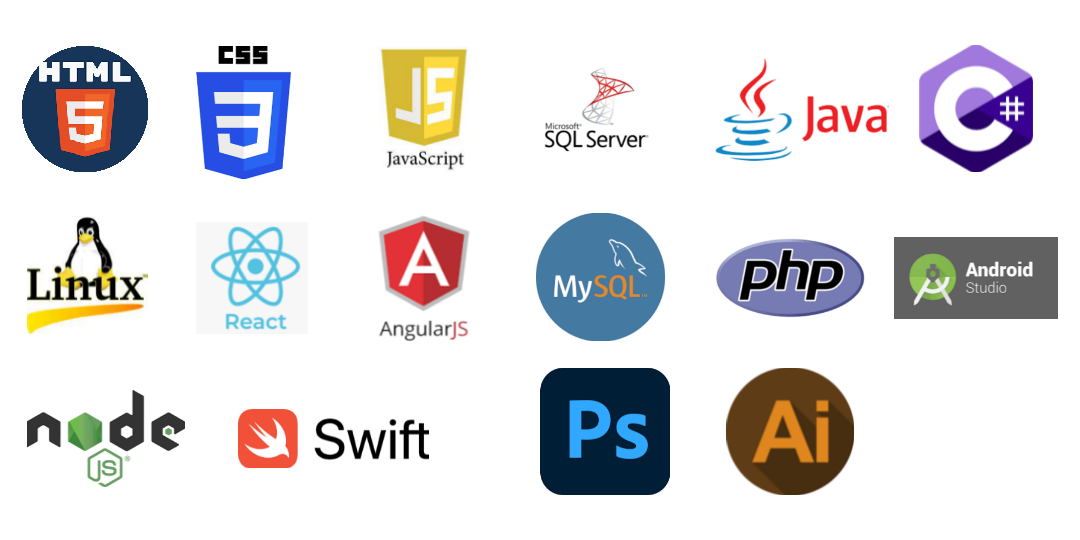 HTML
5
CSS
3
JS
JavaScript
Microsoft®
SQL Server
Java
C#
Linux
React
A
AngularJS
MySQL
php
Android
Studio
node
JS
Swift
Ps
Ai